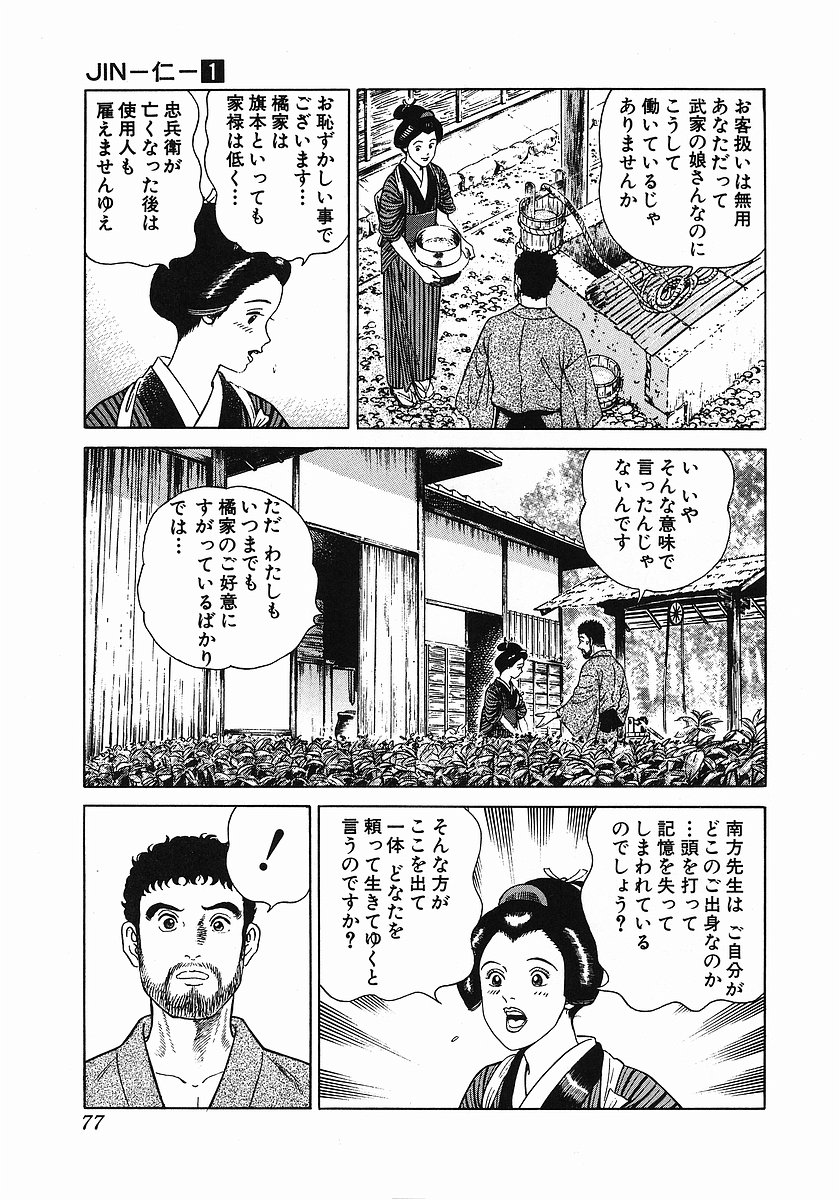 JIN－仁－1
お客扱いは無用
あなただって
武家の娘さんなのに
こうして
働いているじゃ
ありませんか
お恥ずかしい事で
ございます…
橘家は
旗本といっても
家禄は低く…
忠兵衛が
亡くなった後は
使用人も
雇えませんゆえ
い いや
そんな意味で
言ったんじゃ
ないんです
ただ わたしも
いつまでも
橘家のご好意に
すがっているばかり
では…
南方先生は ご自分が
どこのご出身なのか
…頭を打って
記憶を失って
しまわれている
のでしょう？
そんな方が
ここを出て
一体 どなたを
頼って生きてゆくと
言うのですか？
！
77